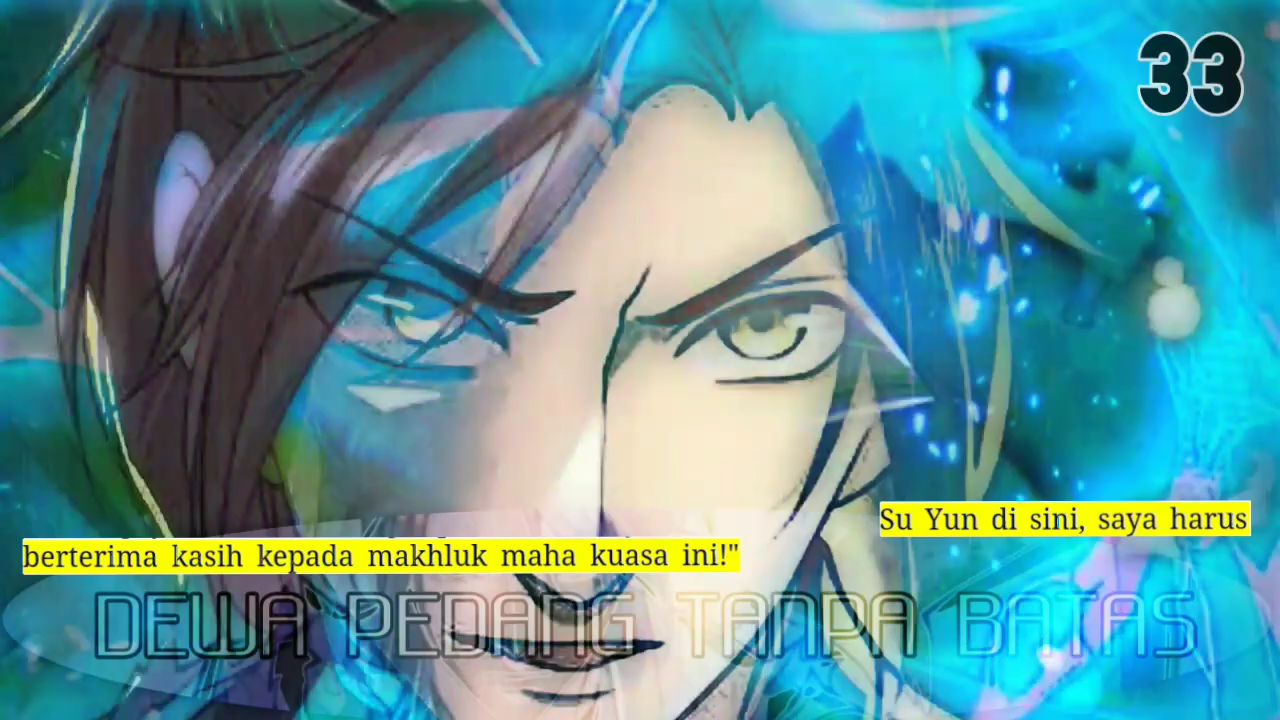 33
Su Yun di sini, saya harus
berterima kasih kepada makhluk maha kuasa ini!"
DEWA PEDANG TANPA BATAS